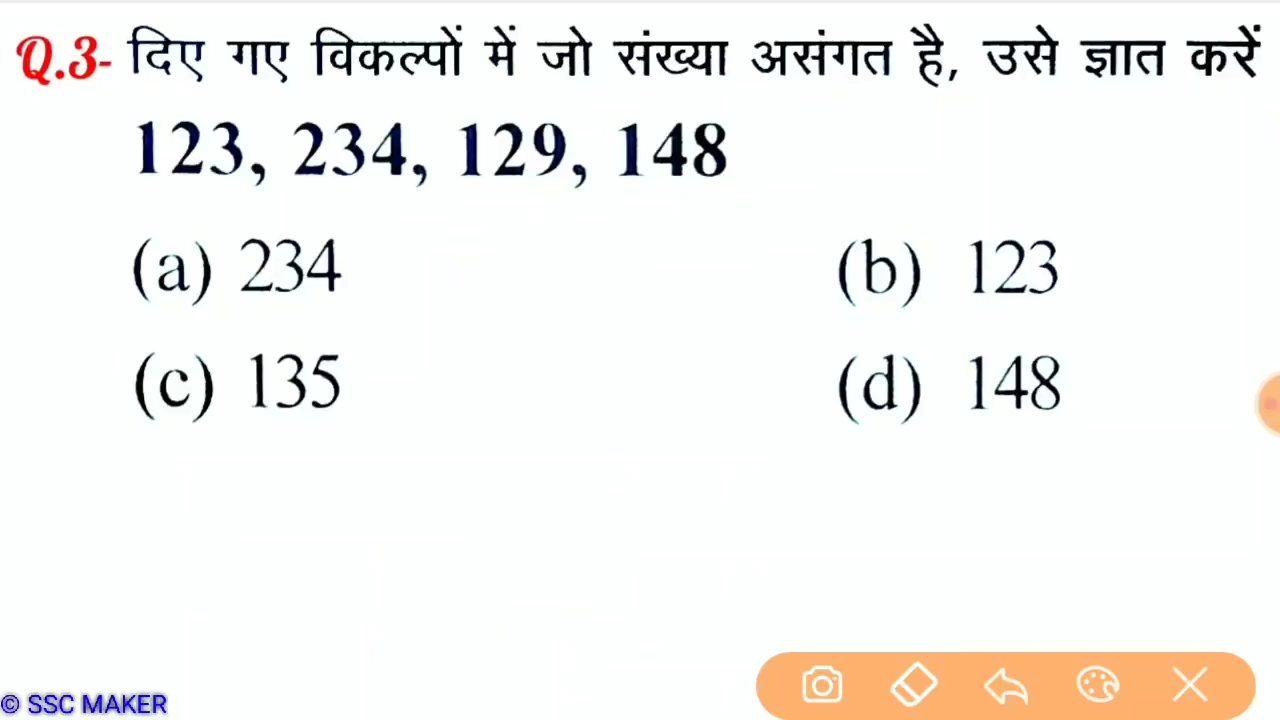 Q.3- दिए गए विकल्पों में जो संख्या असंगत है, उसे ज्ञात करें
123, 234, 129, 148
(a) 234 (b) 123
(c) 135 (d) 148
© SSC MAKER